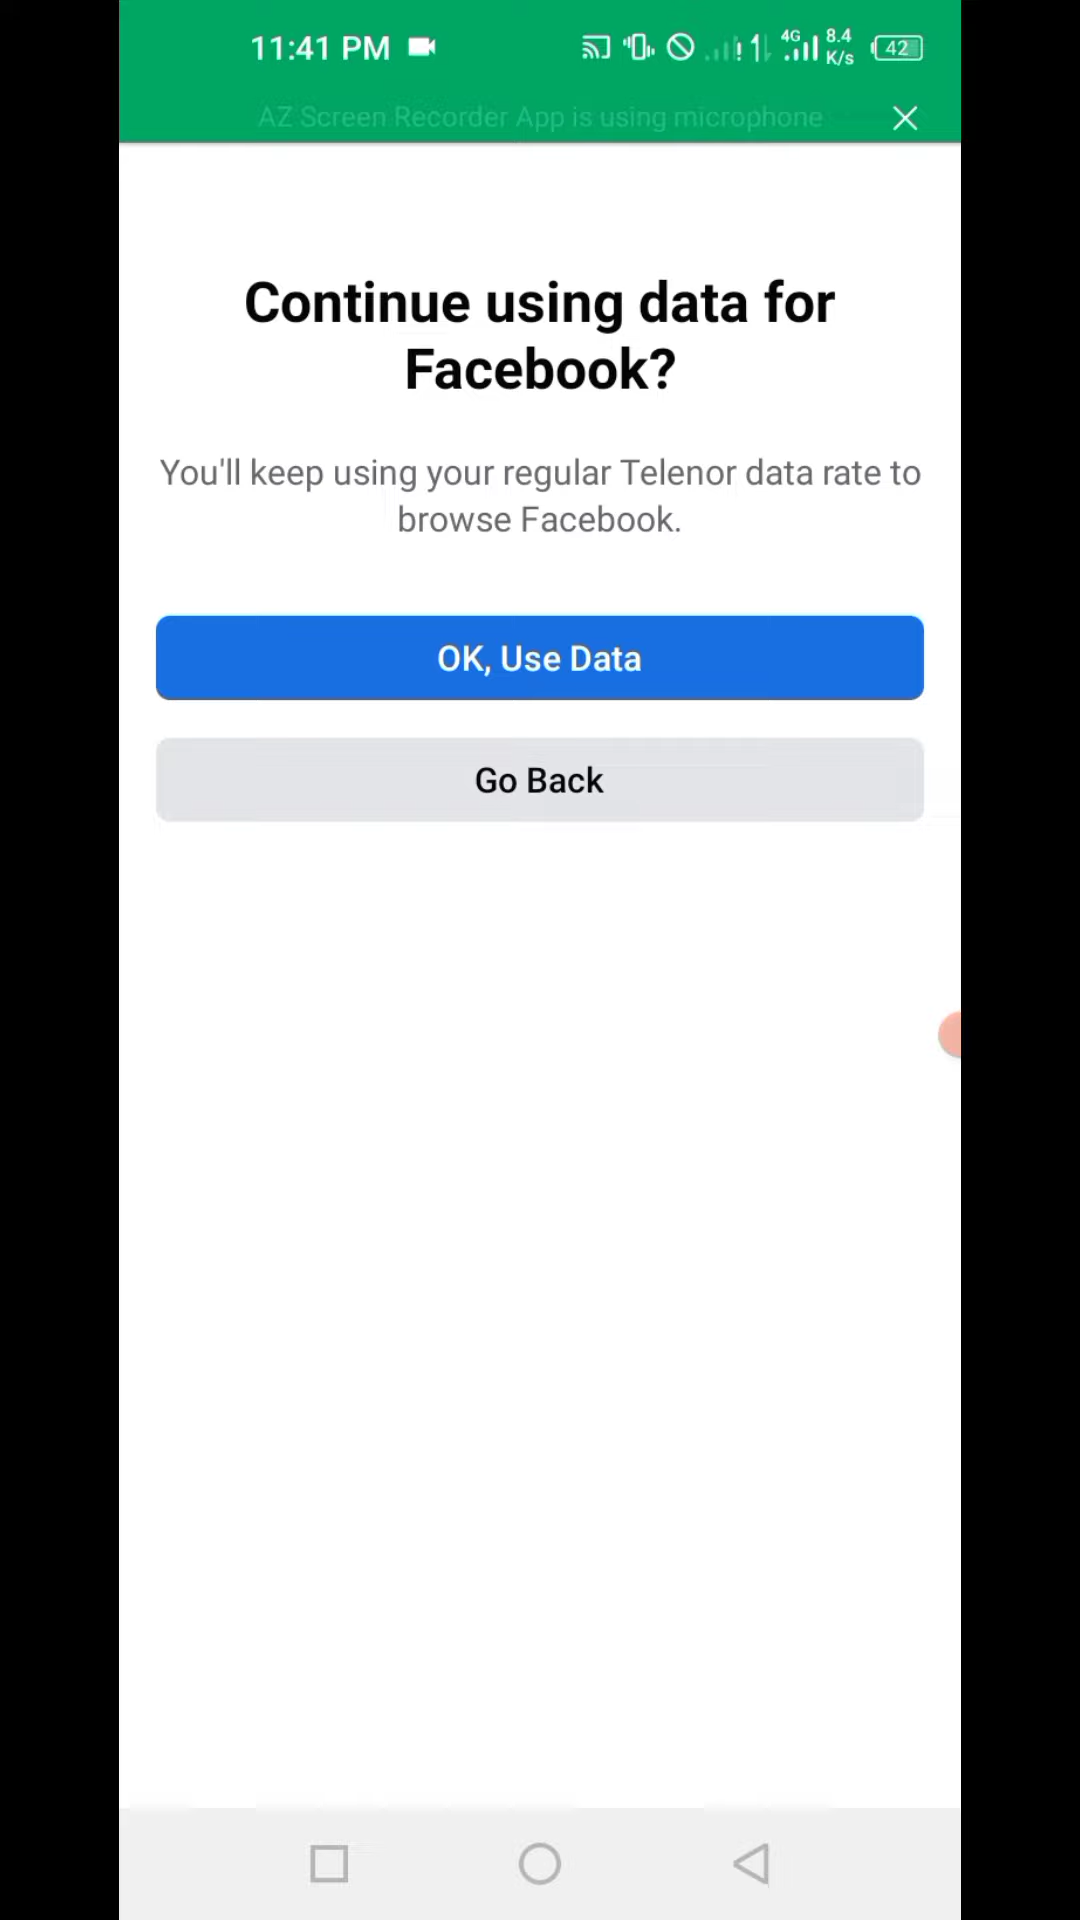 11:41 PM 4G 8.4 K/s 42
AZ Screen Recorder App is using microphone
Continue using data for
Facebook?
You'll keep using your regular Telenor data rate to
browse Facebook.
OK, Use Data
Go Back